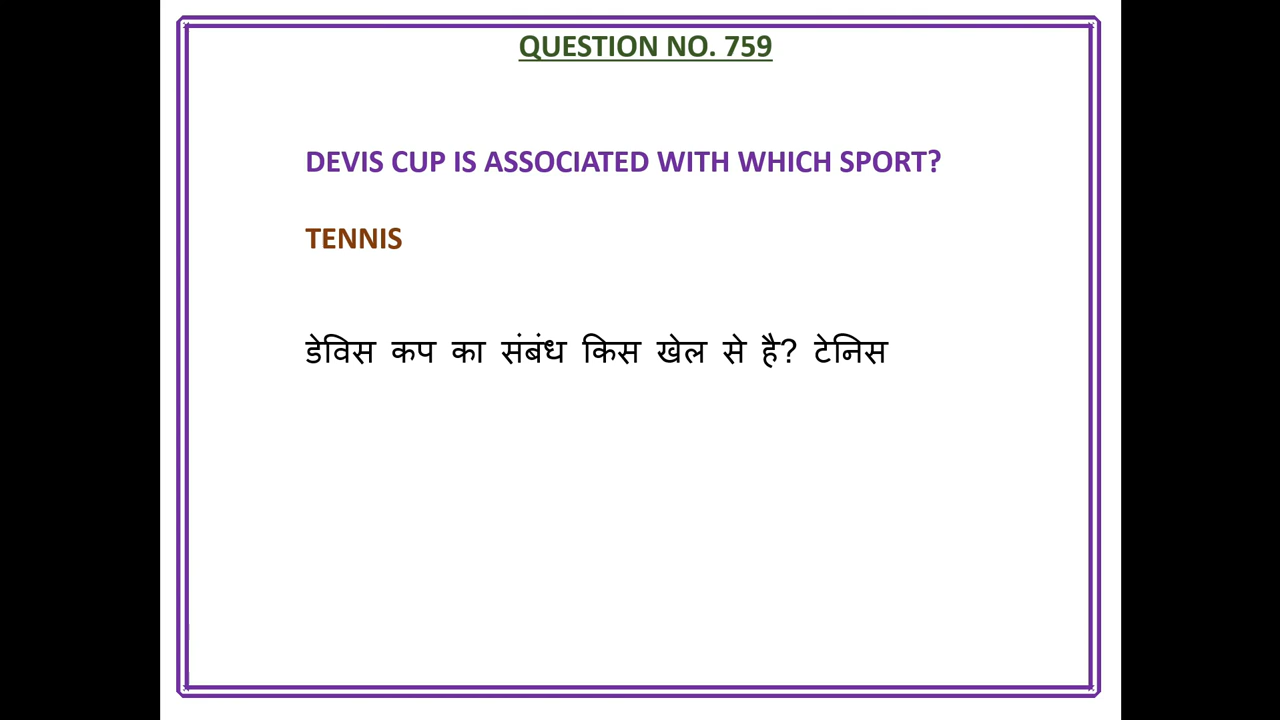 QUESTION NO. 759
DEVIS CUP IS ASSOCIATED WITH WHICH SPORT?
TENNIS
डेविस कप का संबंध किस खेल से है? टेनिस